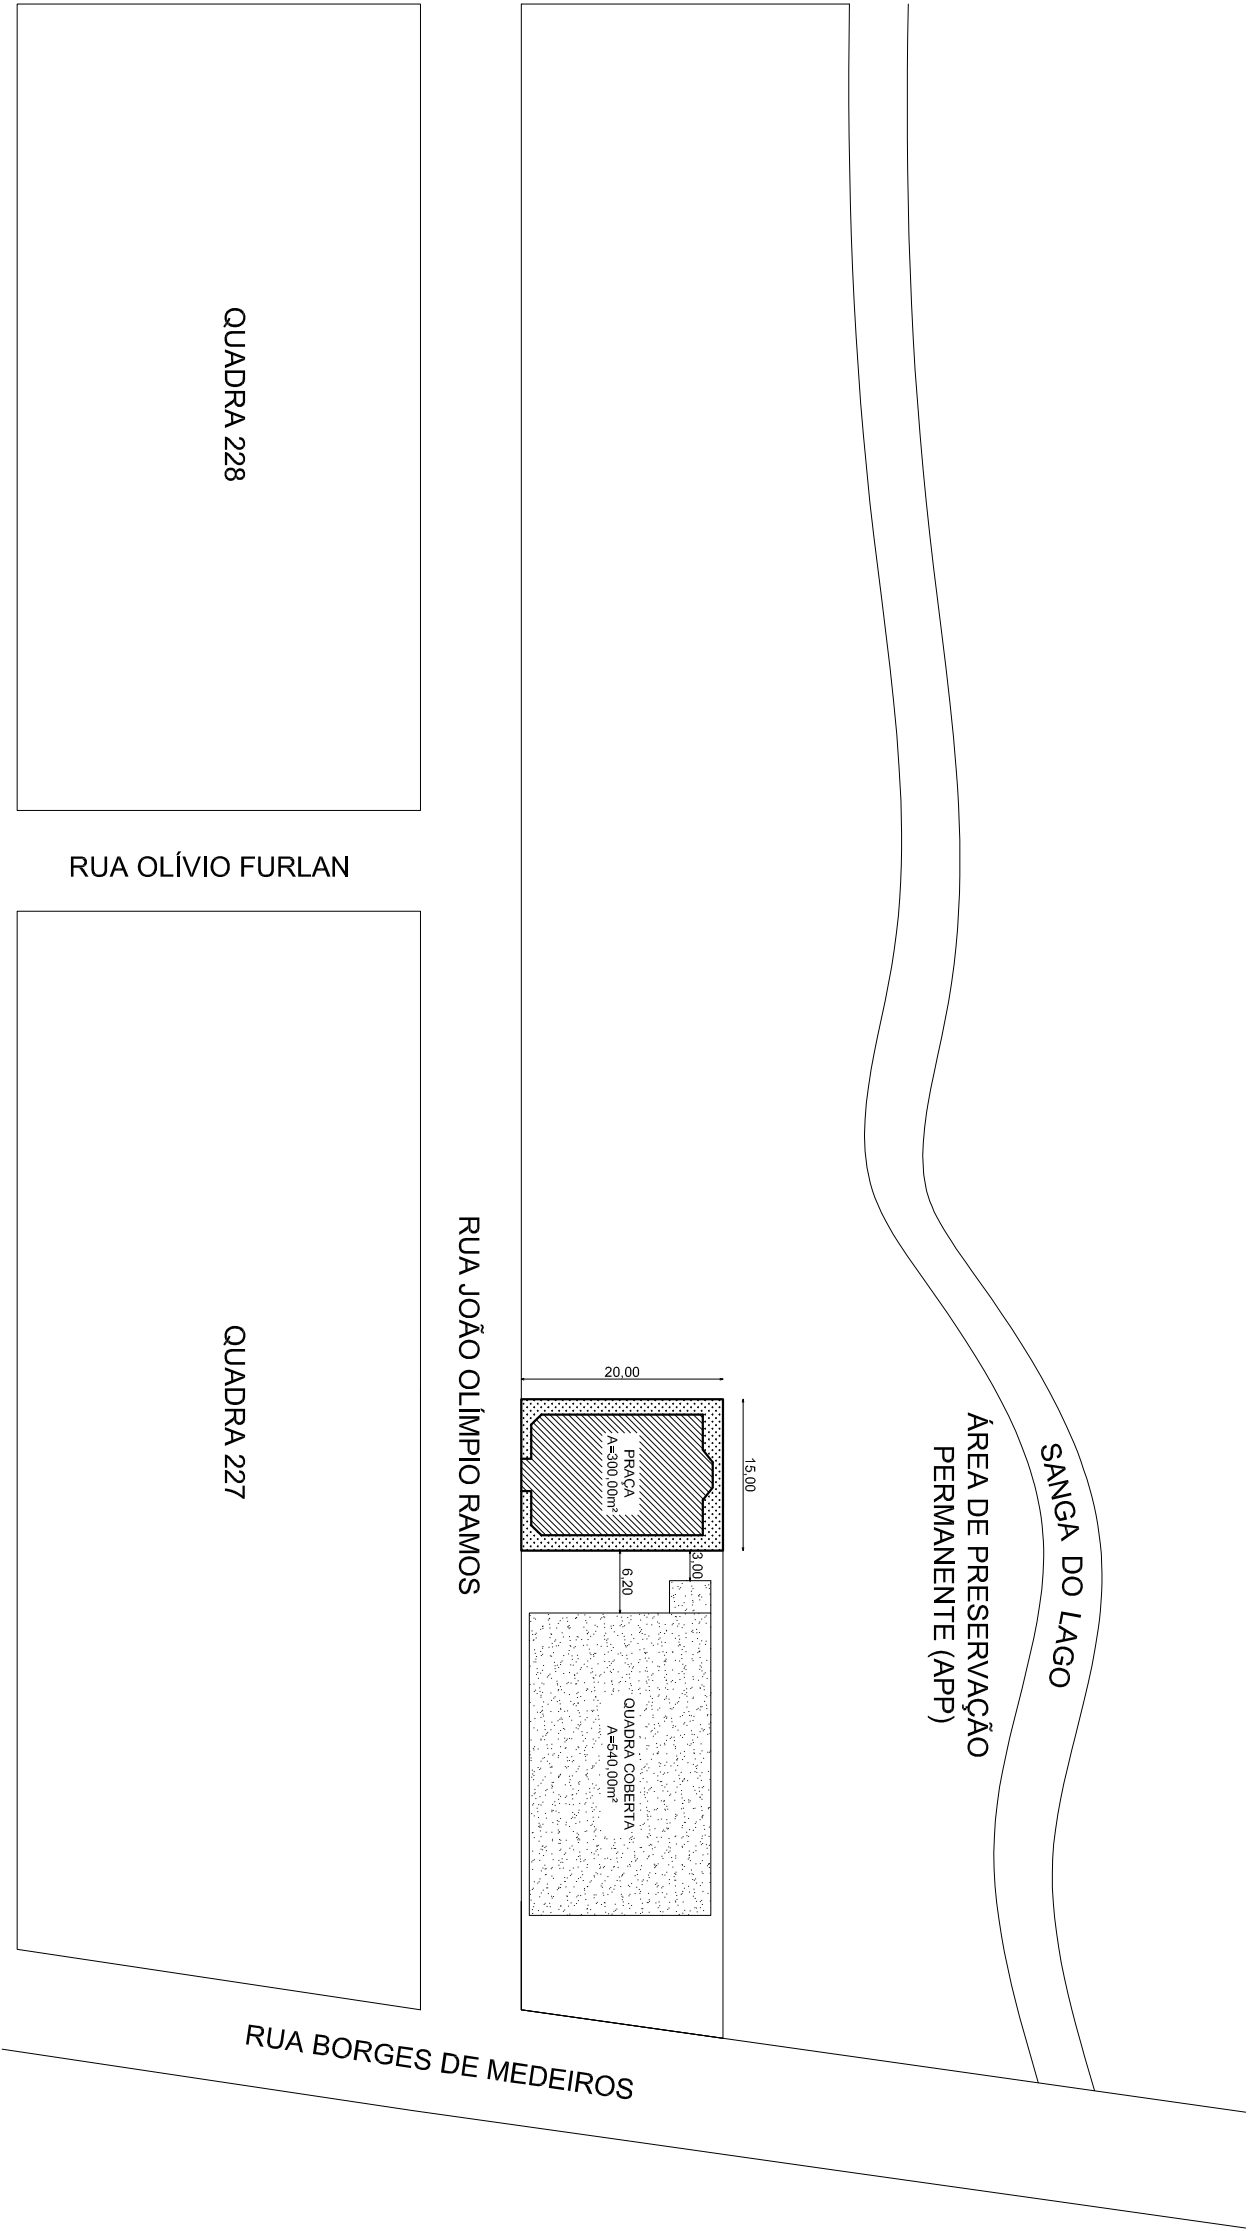 QUADRA 228
RUA OLÍVIO FURLAN
RUA JOÃO OLÍMPIO RAMOS
QUADRA 227
20,00
15,00
PRAÇA
A=300,00m²
3,00
6,20
QUADRA COBERTA
A=540,00m²
ÁREA DE PRESERVAÇÃO
PERMANENTE (APP)
SANGA DO LAGO
RUA BORGES DE MEDEIROS